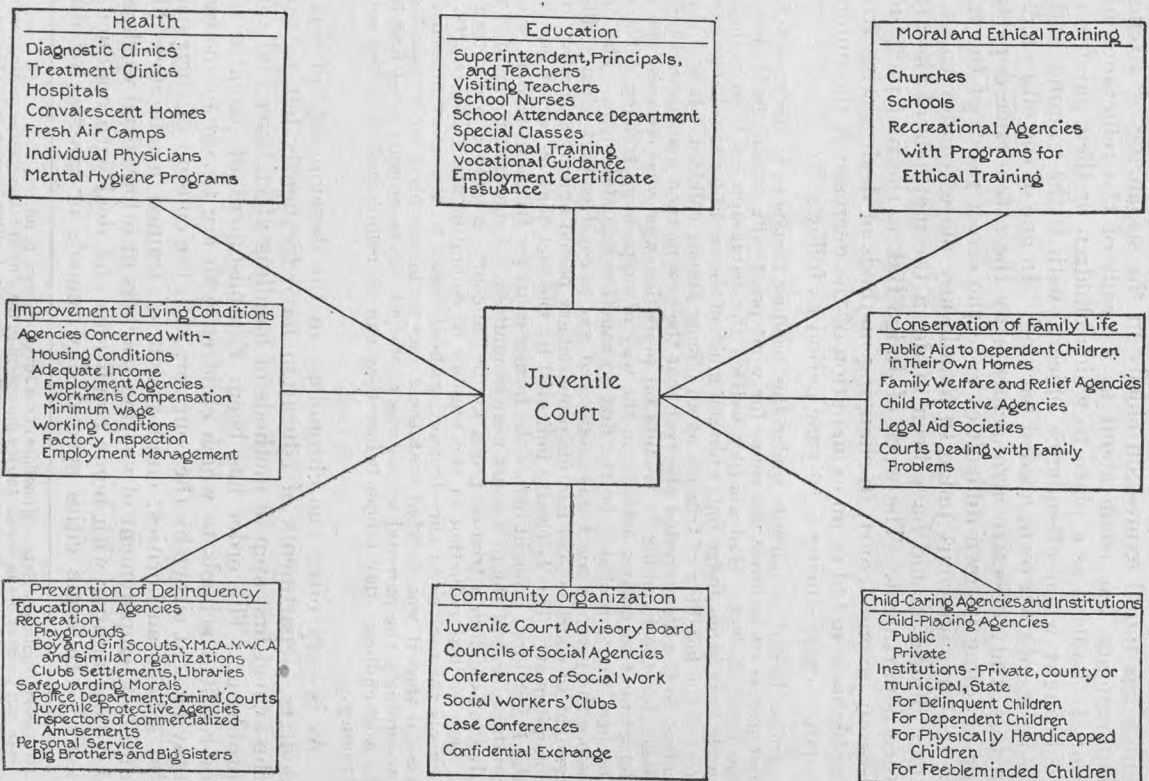 Health
Diagnostic Clinics
Treatment Clinics
Hospitals
Convalescent Homes
Fresh Air Camps
Individual Physicians
Mental Hygiene Programs
Education
Superintendent, Principals,
and Teachers
Visiting Teachers
School Nurses
School Attendance Department
Special Classes
Vocational Training
Vocational Guidance
Employment Certificate
Issuance
Moral and Ethical Training
Churches
Schools
Recreational Agencies
with Programs for
Ethical Training
Improvement of Living Conditions
Agencies Concerned with-
Housing Conditions
Adequate Income
Employment Agencies
Workmen's Compensation
Minimum Wage
Working Conditions
Factory Inspection
Employment Management
Juvenile
Court
Conservation of Family Life
Public Aid to Dependent Children
in Their Own Homes
Family Welfare and Relief Agencies
Child Protective Agencies
Legal Aid Societies
Courts Dealing with Family
Problems
Prevention of Delinquency
Educational Agencies
Recreation
Playgrounds
Boy and Girl Scouts, Y.M.C.A. Y.W.C.A
and similar organizations
Clubs Settlements, Libraries
Safeguarding Morals
Police Department; Criminal Courts
Juvenile Protective Agencies
Inspectors of Commercialized
Amusements
Personal Service
Big Brothers and Big Sisters
Community Organization
Juvenile Court Advisory Board
Councils of Social Agencies
Conferences of Social Work
Social Workers' Clubs
Case Conferences
Confidential Exchange
Child-Caring Agencies and Institutions
Child-Placing Agencies
Public
Private
Institutions - Private, county or
municipal, State
For Delinquent Children
For Dependent Children
For Physically Handicapped
Children
For Feebleminded Children